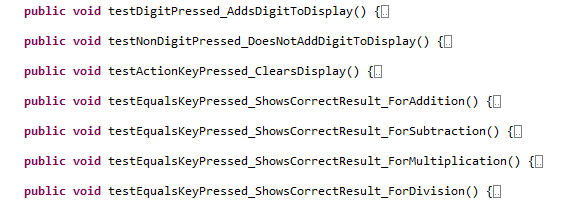 public void testDigitPressed_AddsDigitToDisplay() {
public void testNonDigitPressed_DoesNotAddDigitToDisplay() {
public void testActionKeyPressed_ClearsDisplay() {
public void testEqualsKeyPressed_ShowsCorrectResult_ForAddition() {
public void testEqualsKeyPressed_ShowsCorrectResult_ForSubtraction() {
public void testEqualsKeyPressed_ShowsCorrectResult_ForMultiplication() {
public void testEqualsKeyPressed_ShowsCorrectResult_ForDivision() {